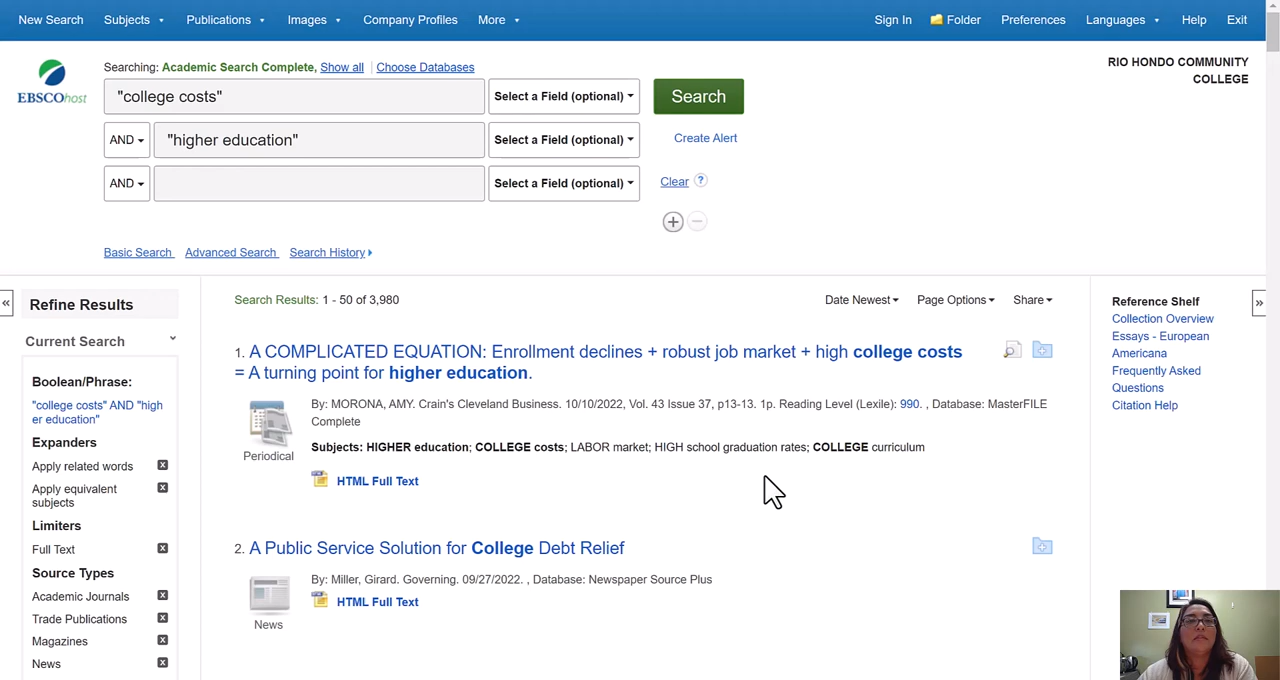 New Search Subjects Publications Images Company Profiles More Sign In Folder Preferences Languages Help Exit
Searching: Academic Search Complete, Show all Choose Databases
RIO HONDO COMMUNITY
COLLEGE
EBSCOhost
"college costs" Select a Field (optional) Search
AND "higher education" Select a Field (optional) Create Alert
AND Select a Field (optional) Clear ?
Basic Search Advanced Search Search History
« Refine Results
Current Search
Boolean/Phrase:
"college costs" AND "high
er education"
Expanders
Apply related words
Apply equivalent
subjects
Limiters
Full Text
Source Types
Academic Journals
Trade Publications
Magazines
News
Search Results: 1 - 50 of 3,980 Date Newest Page Options Share
1. A COMPLICATED EQUATION: Enrollment declines + robust job market + high college costs
= A turning point for higher education.
By: MORONA, AMY. Crain's Cleveland Business. 10/10/2022, Vol. 43 Issue 37, p13-13. 1p. Reading Level (Lexile): 990. , Database: MasterFILE
Complete
Periodical
Subjects: HIGHER education; COLLEGE costs; LABOR market; HIGH school graduation rates; COLLEGE curriculum
HTML Full Text
2. A Public Service Solution for College Debt Relief
By: Miller, Girard. Governing. 09/27/2022. , Database: Newspaper Source Plus
HTML Full Text
News
Reference Shelf »
Collection Overview
Essays - European
Americana
Frequently Asked
Questions
Citation Help